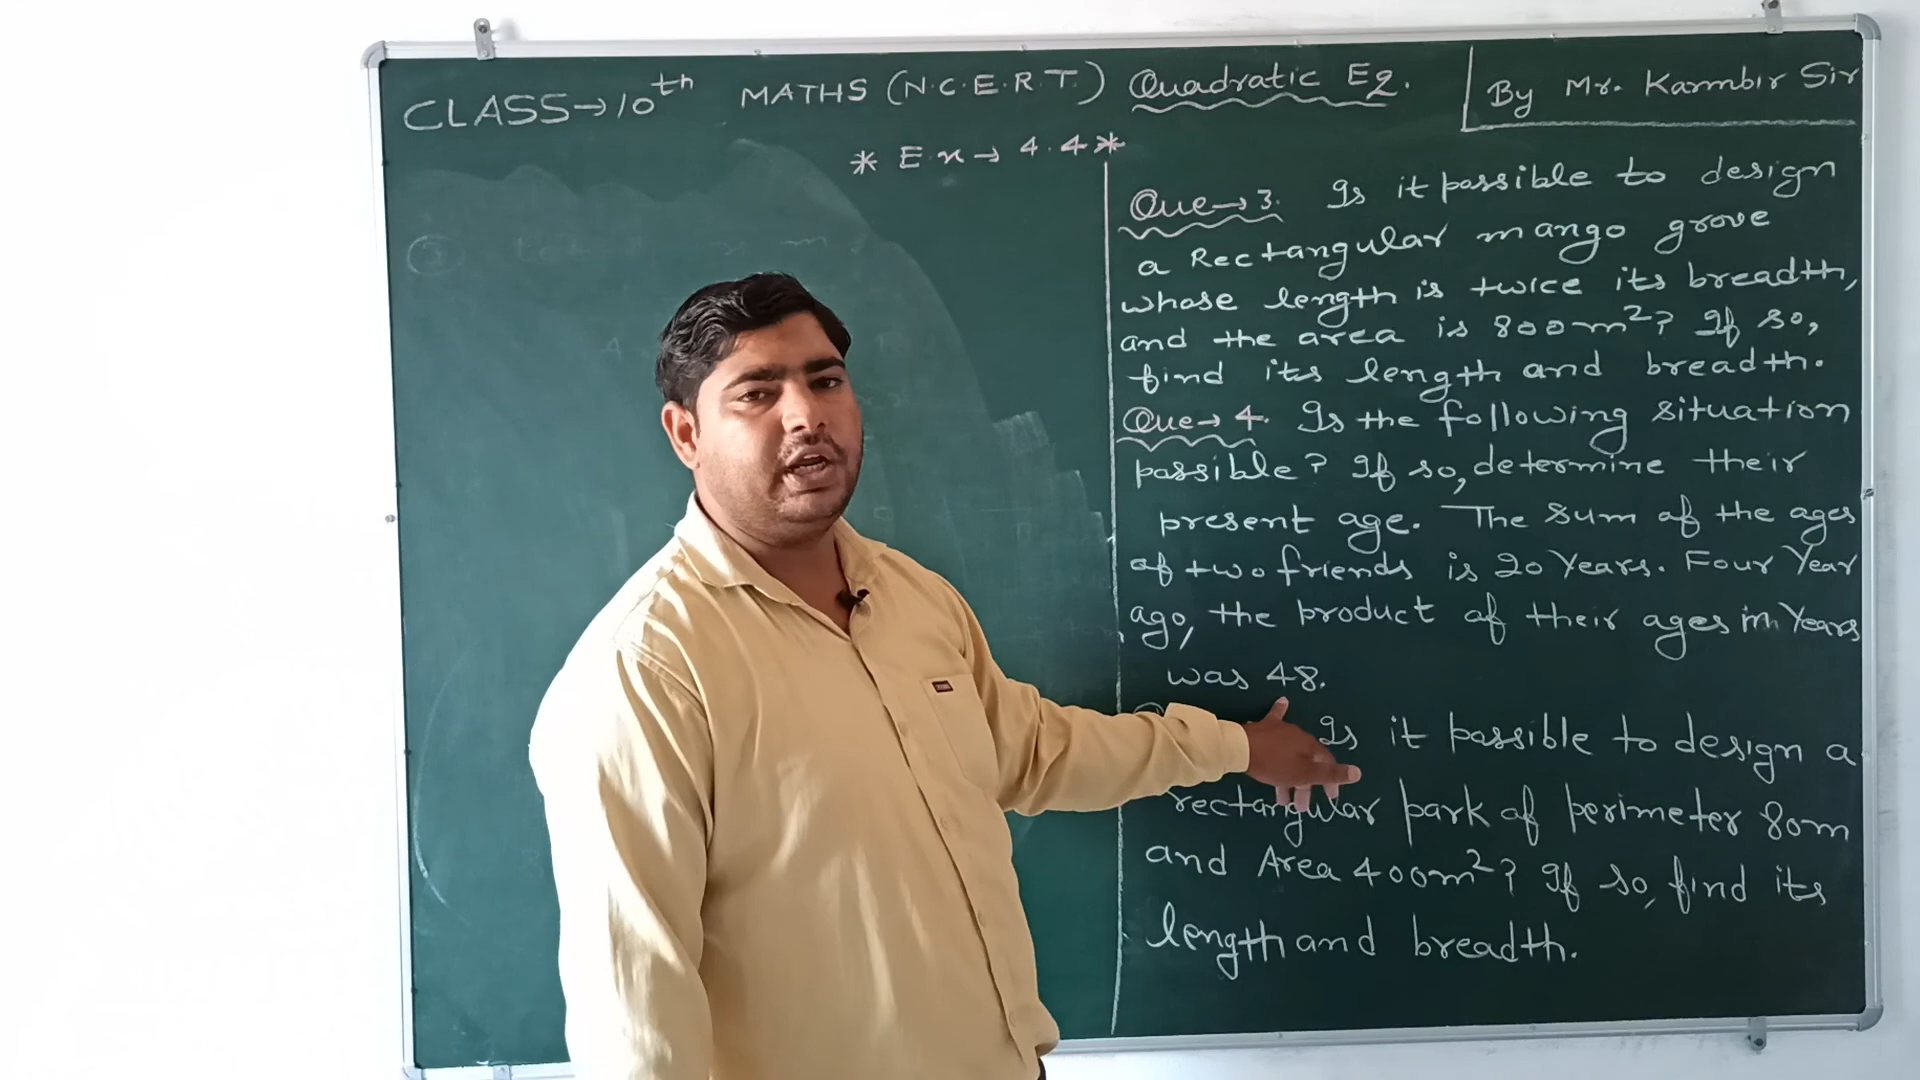 CLASS→10th MATHS (N.C.E.R.T.) Quadratic Eq. By Mr. Karmbir Sir
* Ex→ 4.4 *
Que→3. Is it possible to design
a Rectangular mango grove
whose length is twice its breadth,
and the area is 800m²? If so,
find its length and breadth.
Que→4. Is the following situation
possible? If so, determine their
present age. The sum of the ages
of two friends is 20 Years. Four Year
ago, the product of their ages in Years
was 48.
Is it possible to design a
rectangular park of perimeter 80m
and Area 400m²? If so, find its
length and breadth.